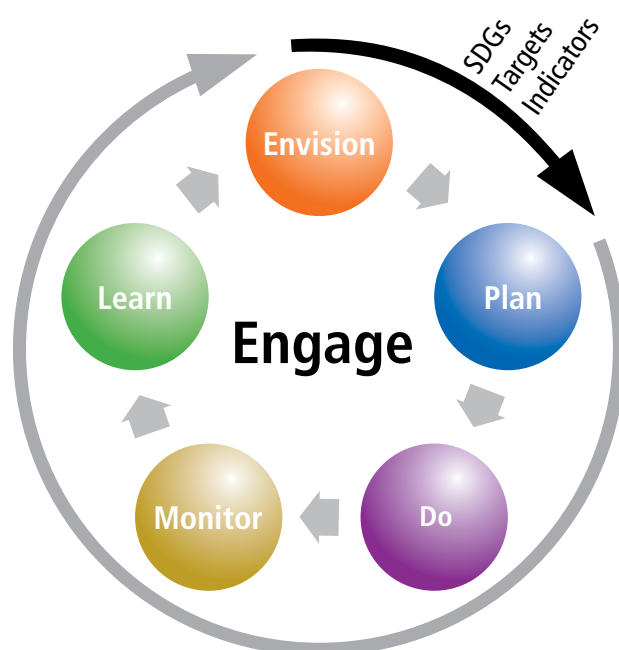 SDGs
Targets
Indicators
Envision
Plan
Learn
Engage
Monitor
Do